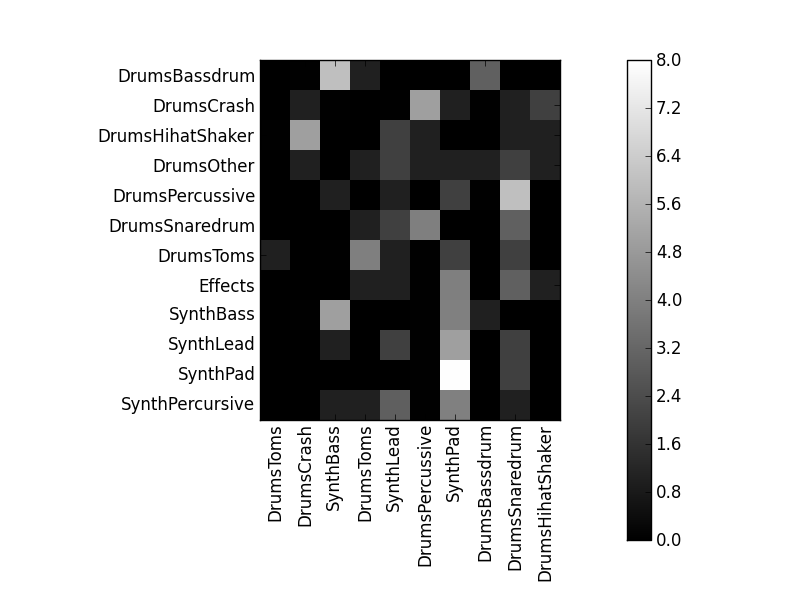 DrumsBassdrum
DrumsCrash
DrumsHihatShaker
DrumsOther
DrumsPercussive
DrumsSnaredrum
DrumsToms
Effects
SynthBass
SynthLead
SynthPad
SynthPercursive
DrumsToms
DrumsCrash
SynthBass
DrumsToms
SynthLead
DrumsPercussive
SynthPad
DrumsBassdrum
DrumsSnaredrum
DrumsHihatShaker
8.0
7.2
6.4
5.6
4.8
4.0
3.2
2.4
1.6
0.8
0.0